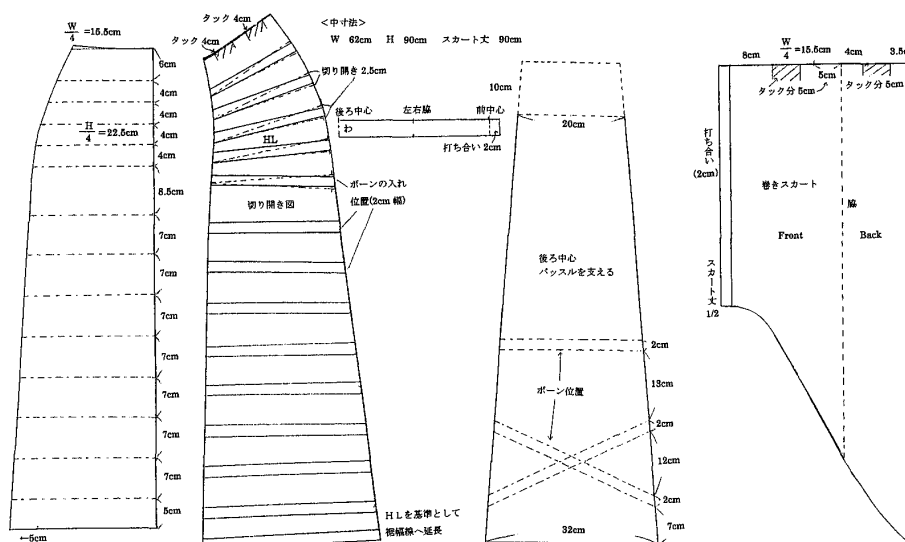 <中寸法>
W 62cm H 90cm スカート丈 90cm
W/4 =15.5cm
6cm
4cm
4cm
H/4 =22.5cm
4cm
4cm
8.5cm
7cm
7cm
7cm
7cm
7cm
7cm
7cm
5cm
←5cm
タック 4cm
タック 4cm
切り開き 2.5cm
HL
ボーンの入れ
位置(2cm 幅)
切り開き図
HLを基準として
裾幅線へ延長
後ろ中心 左右脇 前中心
わ
打ち合い 2cm
10cm
20cm
後ろ中心
バッスルを支える
2cm
ボーン位置
13cm
2cm
12cm
2cm
7cm
32cm
8cm W/4 =15.5cm 4cm 3.5c
5cm
タック分 5cm タック分 5cm
打ち合い
(2cm)
巻きスカート
脇
Front Back
スカート丈
1/2